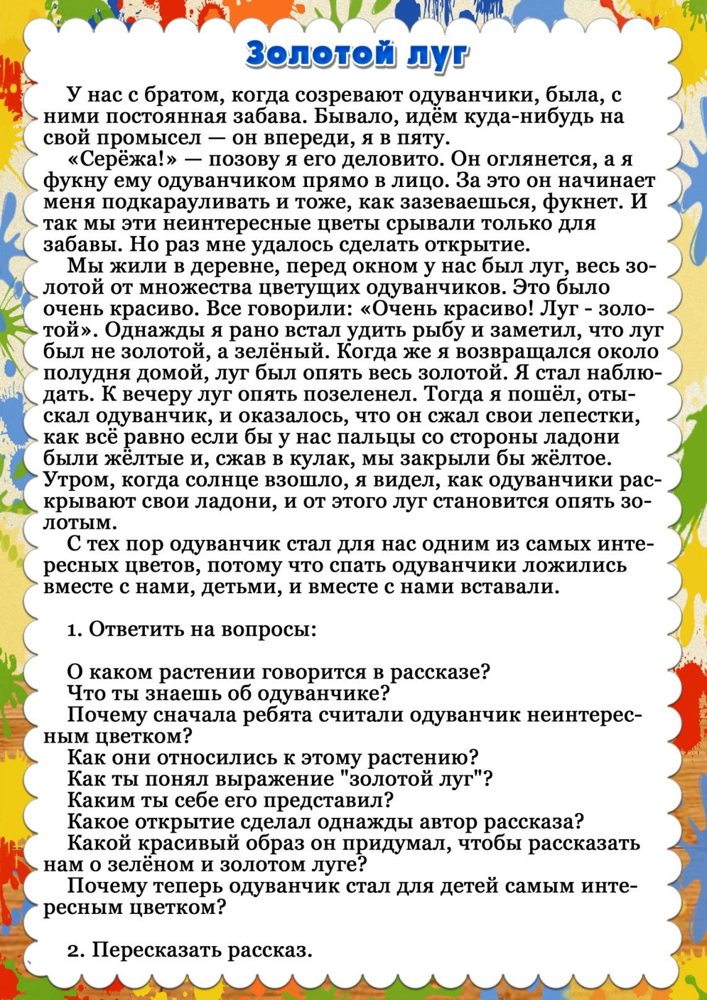 Золотой луг
У нас с братом, когда созревают одуванчики, была, с
ними постоянная забава. Бывало, идём куда-нибудь на
свой промысел — он впереди, я в пяту.
«Серёжа!» — позову я его деловито. Он оглянется, а я
фукну ему одуванчиком прямо в лицо. За это он начинает
меня подкарауливать и тоже, как зазеваешься, фукнет. И
так мы эти неинтересные цветы срывали только для
забавы. Но раз мне удалось сделать открытие.
Мы жили в деревне, перед окном у нас был луг, весь зо-
лотой от множества цветущих одуванчиков. Это было
очень красиво. Все говорили: «Очень красиво! Луг - золо-
той». Однажды я рано встал удить рыбу и заметил, что луг
был не золотой, а зелёный. Когда же я возвращался около
полудня домой, луг был опять весь золотой. Я стал наблю-
дать. К вечеру луг опять позеленел. Тогда я пошёл, оты-
скал одуванчик, и оказалось, что он сжал свои лепестки,
как всё равно если бы у нас пальцы со стороны ладони
были жёлтые и, сжав в кулак, мы закрыли бы жёлтое.
Утром, когда солнце взошло, я видел, как одуванчики рас-
крывают свои ладони, и от этого луг становится опять зо-
лотым.
С тех пор одуванчик стал для нас одним из самых инте-
ресных цветов, потому что спать одуванчики ложились
вместе с нами, детьми, и вместе с нами вставали.
1. Ответить на вопросы:
О каком растении говорится в рассказе?
Что ты знаешь об одуванчике?
Почему сначала ребята считали одуванчик неинтерес-
ным цветком?
Как они относились к этому растению?
Как ты понял выражение "золотой луг"?
Каким ты себе его представил?
Какое открытие сделал однажды автор рассказа?
Какой красивый образ он придумал, чтобы рассказать
нам о зелёном и золотом луге?
Почему теперь одуванчик стал для детей самым инте-
ресным цветком?
2. Пересказать рассказ.